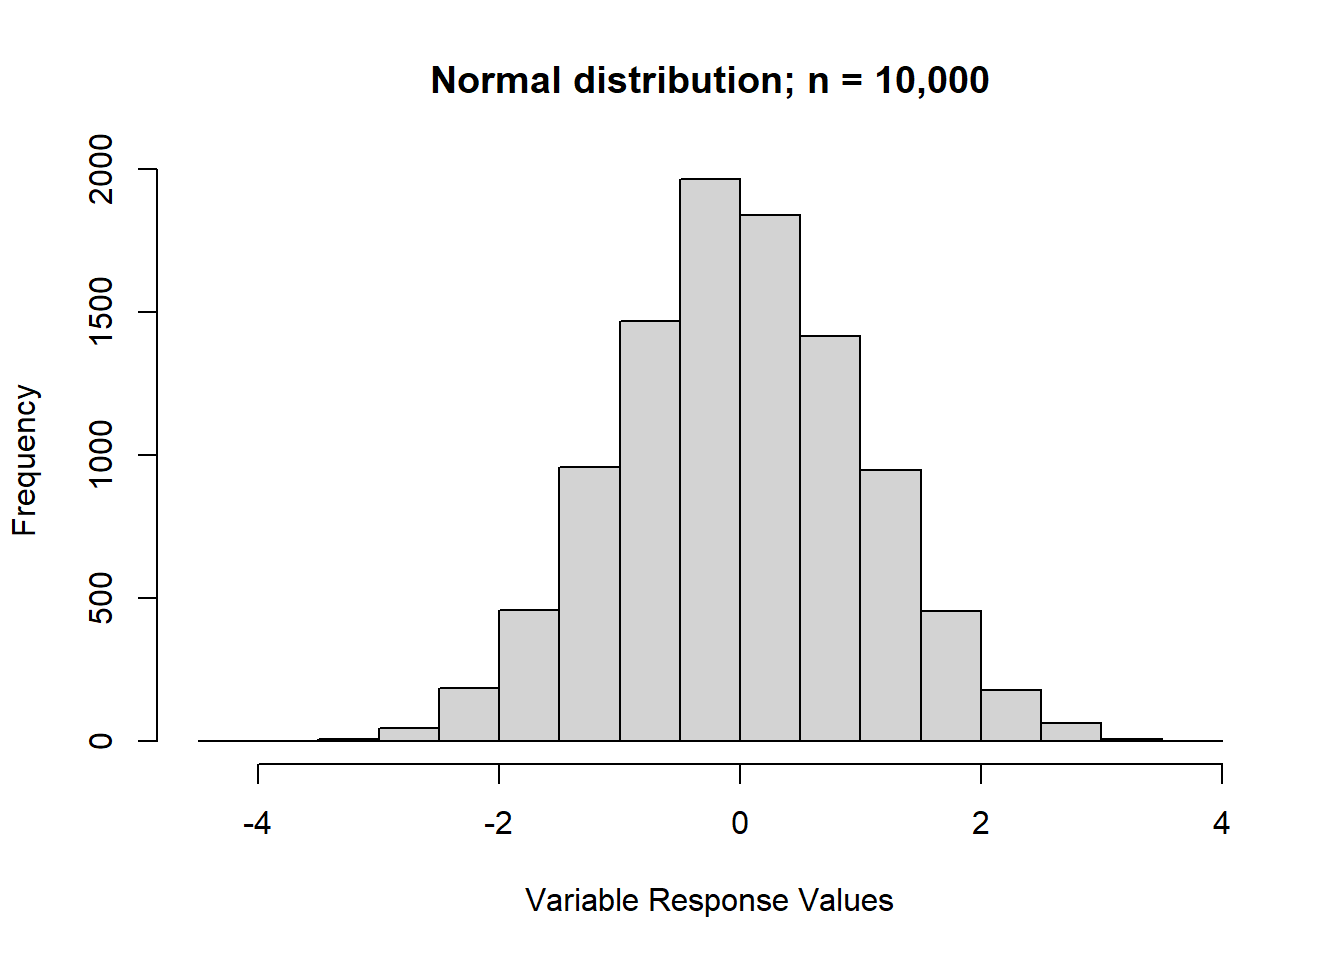 Normal distribution; n = 10,000
2000
1500
1000
500
0
Frequency
-4 -2 0 2 4
Variable Response Values